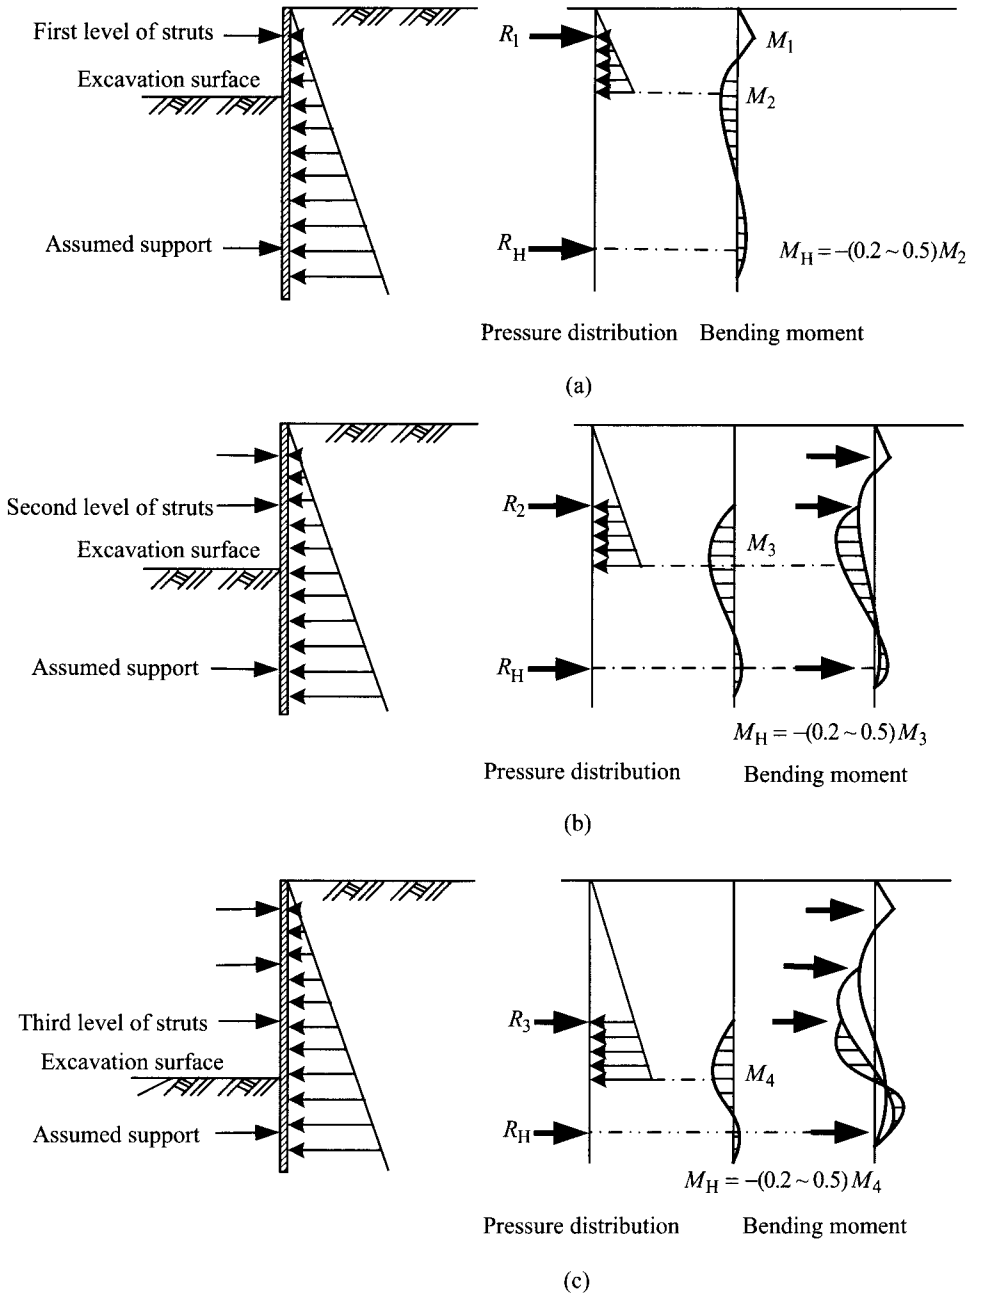 First level of struts
Excavation surface
Assumed support
R1
RH
M1
M2
MH = –(0.2 ~ 0.5)M2
Pressure distribution
Bending moment
(a)
Second level of struts
Excavation surface
Assumed support
R2
RH
M3
MH = –(0.2 ~ 0.5)M3
Pressure distribution
Bending moment
(b)
Third level of struts
Excavation surface
Assumed support
R3
RH
M4
MH = –(0.2 ~ 0.5)M4
Pressure distribution
Bending moment
(c)